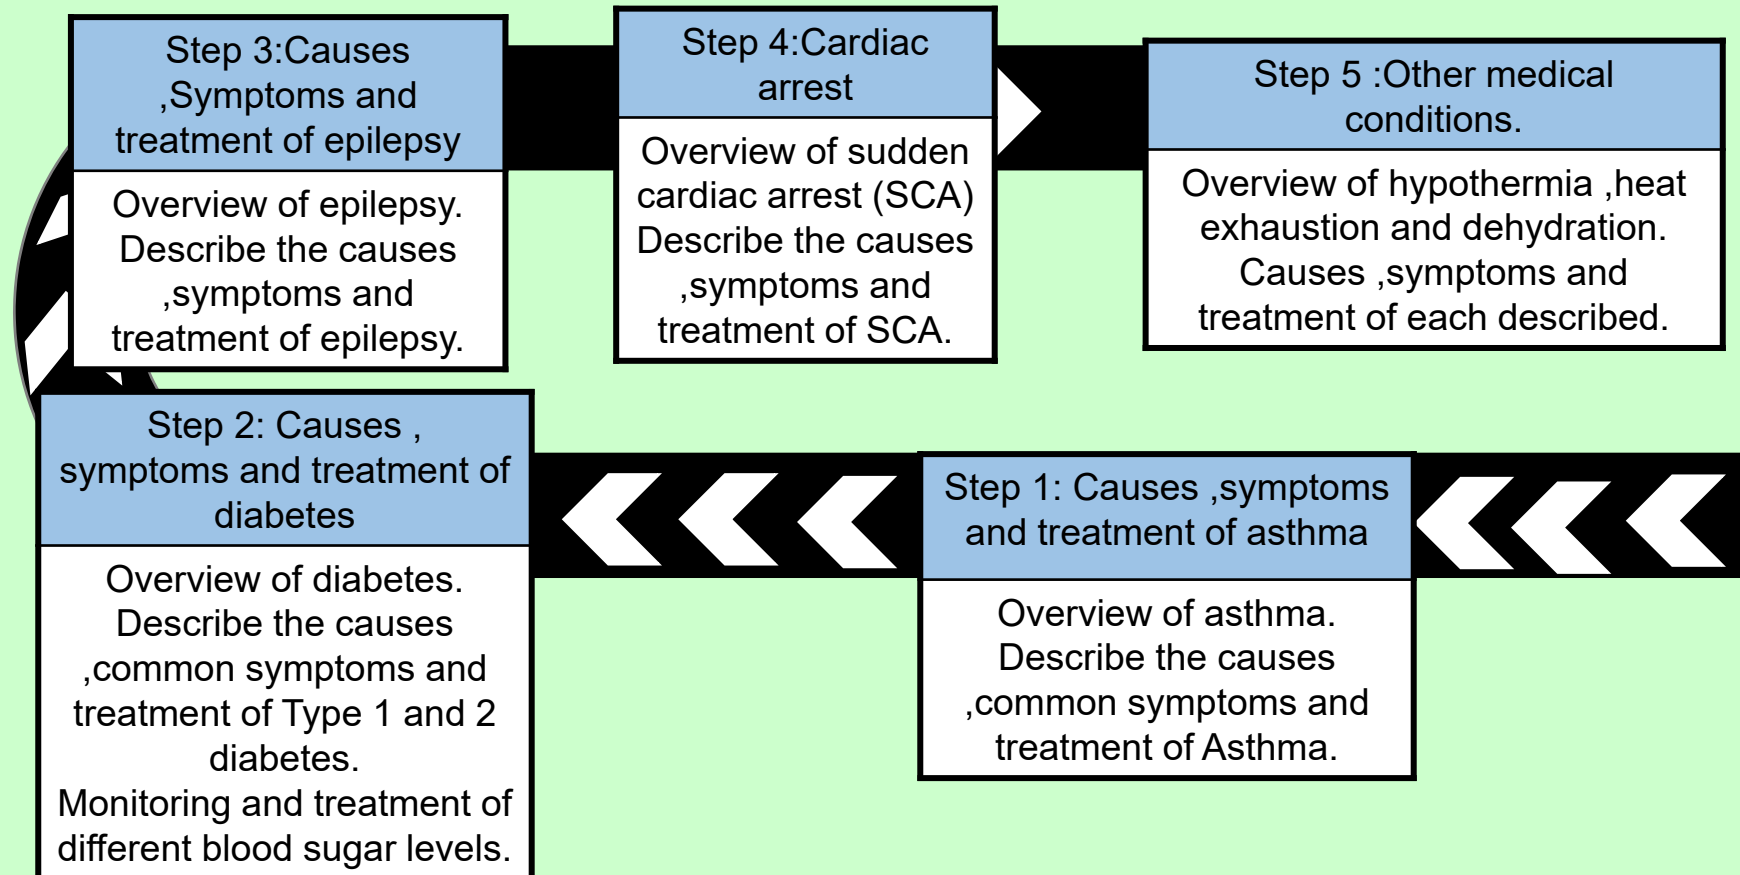 Step 3:Causes
,Symptoms and
treatment of epilepsy
Overview of epilepsy.
Describe the causes
,symptoms and
treatment of epilepsy.
Step 4:Cardiac
arrest
Overview of sudden
cardiac arrest (SCA)
Describe the causes
,symptoms and
treatment of SCA.
Step 5 :Other medical
conditions.
Overview of hypothermia ,heat
exhaustion and dehydration.
Causes ,symptoms and
treatment of each described.
Step 2: Causes ,
symptoms and treatment of
diabetes
Overview of diabetes.
Describe the causes
,common symptoms and
treatment of Type 1 and 2
diabetes.
Monitoring and treatment of
different blood sugar levels.
Step 1: Causes ,symptoms
and treatment of asthma
Overview of asthma.
Describe the causes
,common symptoms and
treatment of Asthma.